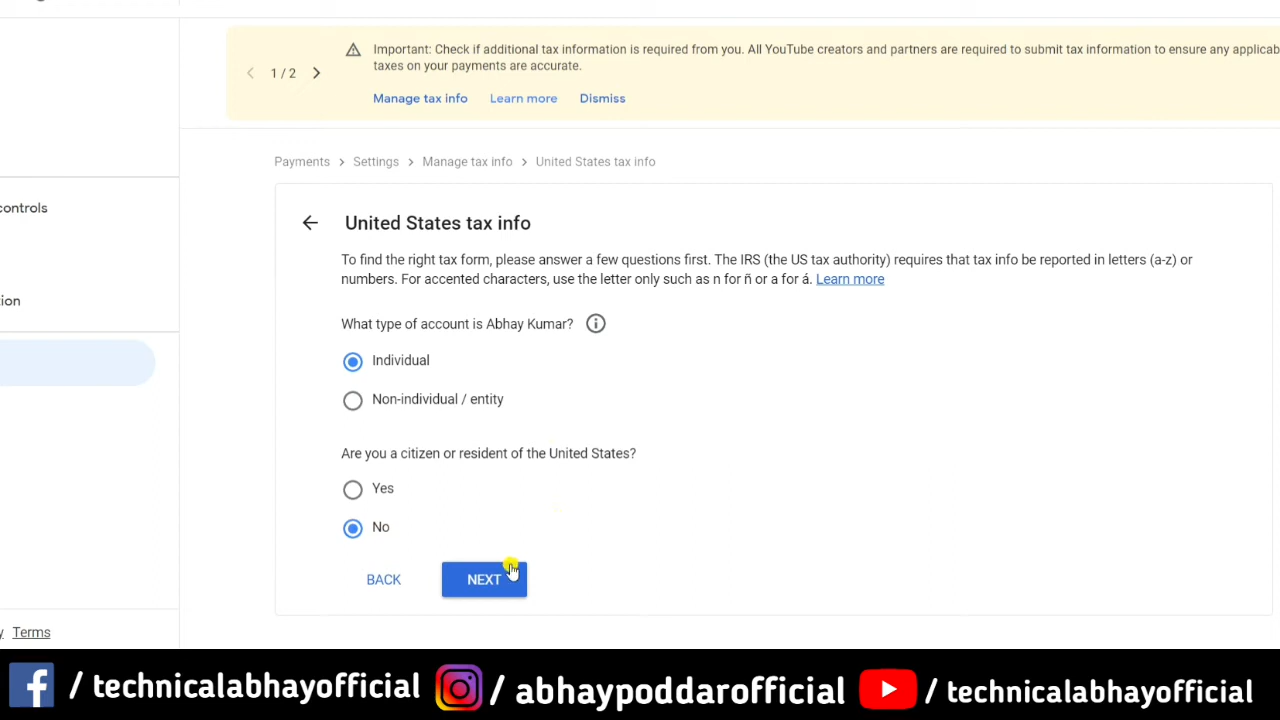 Important: Check if additional tax information is required from you. All YouTube creators and partners are required to submit tax information to ensure any applicab
1 / 2
taxes on your payments are accurate.
Manage tax info Learn more Dismiss
Payments > Settings > Manage tax info > United States tax info
controls
United States tax info
To find the right tax form, please answer a few questions first. The IRS (the US tax authority) requires that tax info be reported in letters (a-z) or
numbers. For accented characters, use the letter only such as n for ñ or a for á. Learn more
tion
What type of account is Abhay Kumar?
Individual
Non-individual / entity
Are you a citizen or resident of the United States?
Yes
No
BACK NEXT
y Terms
/ technicalabhayofficial / abhaypoddarofficial / technicalabhayofficial